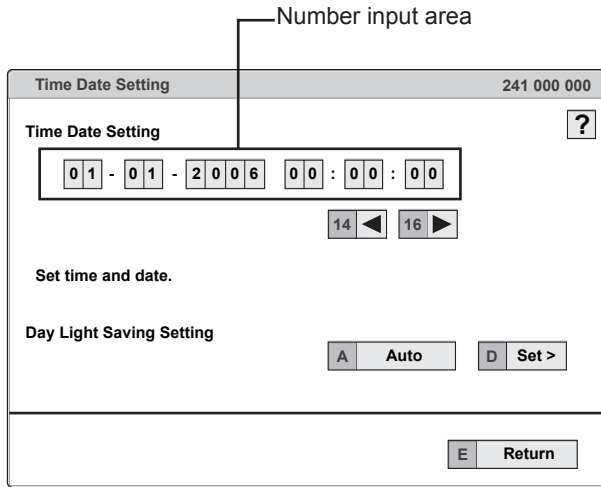 Number input area
Time Date Setting 241 000 000
?
Time Date Setting
01 - 01 - 2006 00 : 00 : 00
14 ◀ 16 ▶
Set time and date.
Day Light Saving Setting
A Auto D Set >
E Return